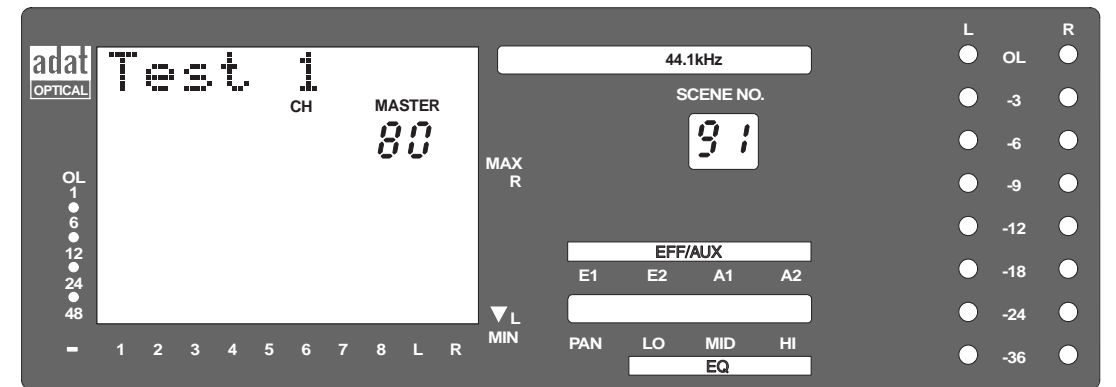 adat
OPTICAL
Test 1
CH MASTER
80
44.1kHz
SCENE NO.
91
MAX
R
▼L
MIN
OL
1
6
12
24
48
- 1 2 3 4 5 6 7 8 L R
EFF/AUX
E1 E2 A1 A2
PAN LO MID HI
EQ
L R
OL
-3
-6
-9
-12
-18
-24
-36